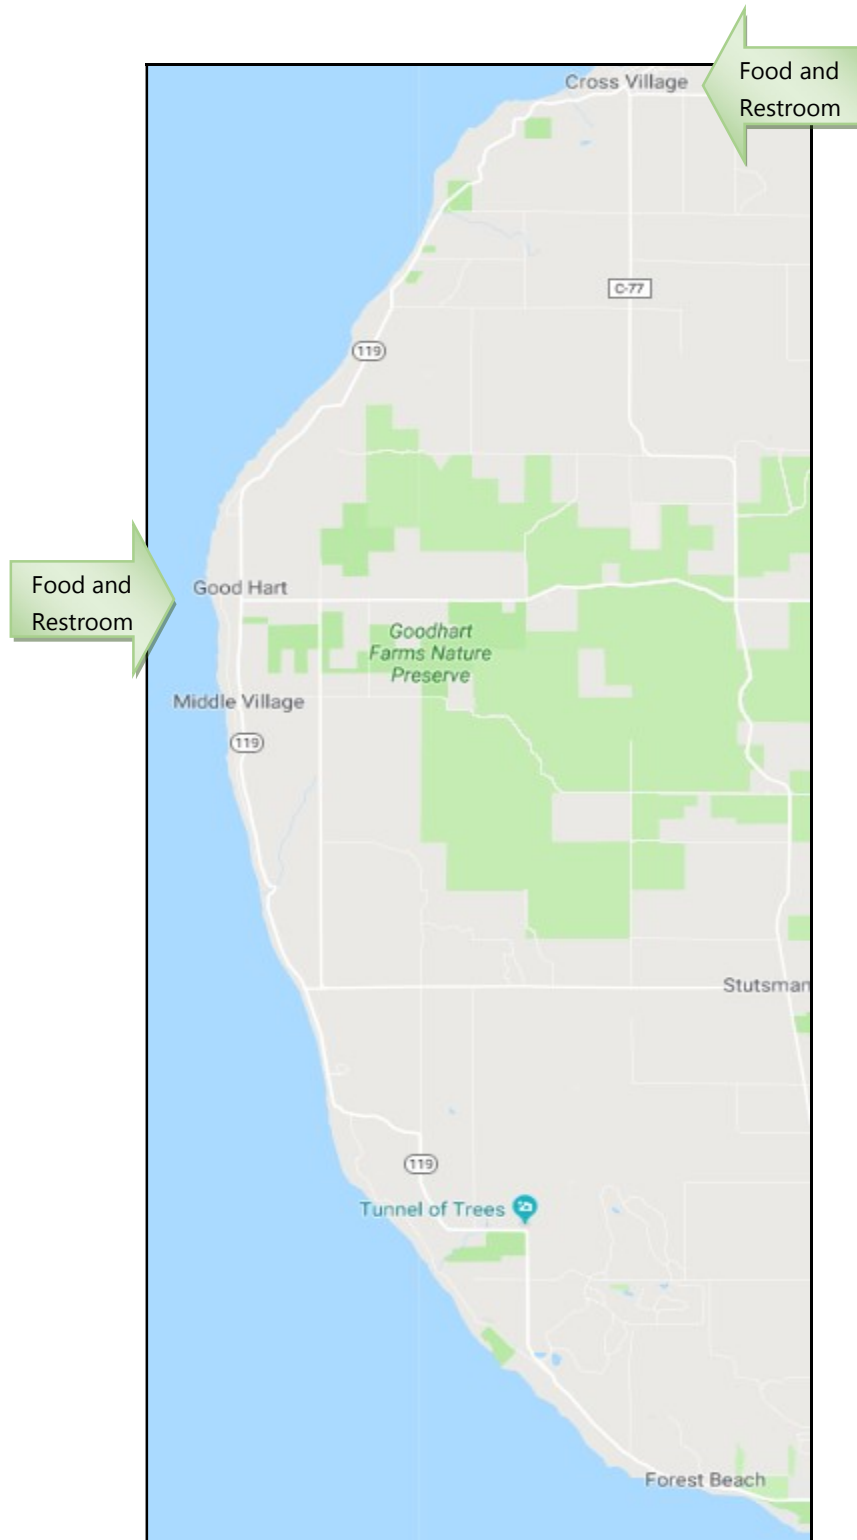 Food and
Restroom
Cross Village
C-77
119
Food and
Restroom
Good Hart
Goodhart
Farms Nature
Preserve
Middle Village
119
Stutsman
119
Tunnel of Trees
Forest Beach